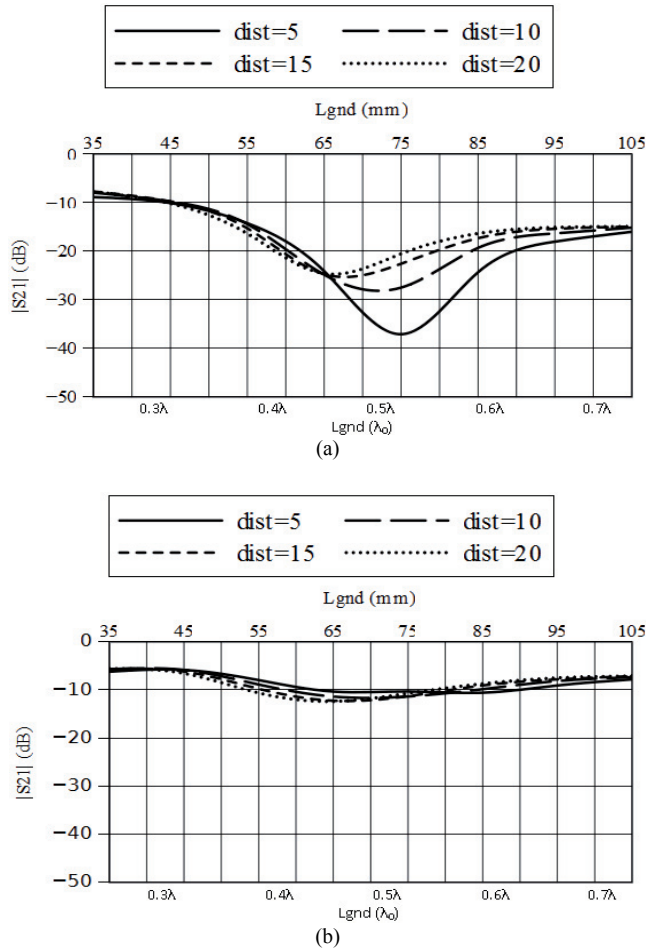 dist=5 dist=10
dist=15 dist=20
Lgnd (mm)
35 45 55 65 75 85 95 105
0
−10
−20
−30
−40
−50
|S21| (dB)
0.3λ 0.4λ 0.5λ 0.6λ 0.7λ
Lgnd (λ₀)
(a)
dist=5 dist=10
dist=15 dist=20
Lgnd (mm)
35 45 55 65 75 85 95 105
0
−10
−20
−30
−40
−50
|S21| (dB)
0.3λ 0.4λ 0.5λ 0.6λ 0.7λ
Lgnd (λ₀)
(b)